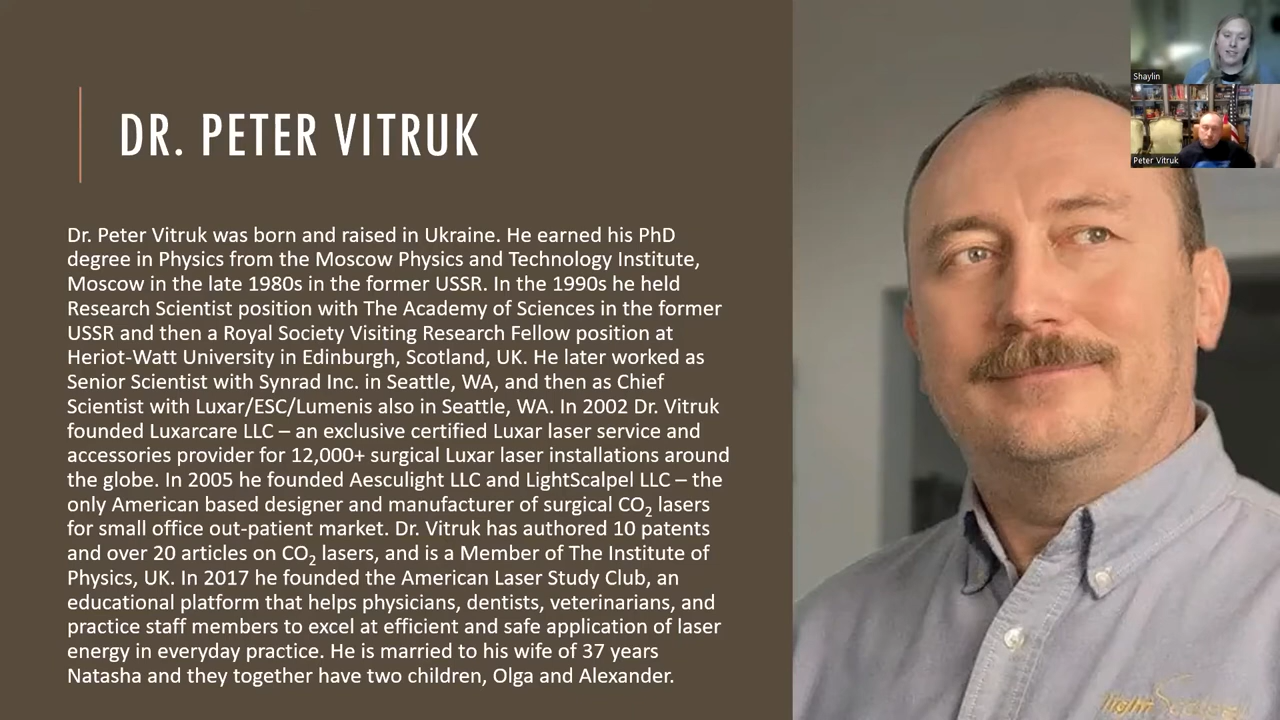 DR. PETER VITRUK
Dr. Peter Vitruk was born and raised in Ukraine. He earned his PhD
degree in Physics from the Moscow Physics and Technology Institute,
Moscow in the late 1980s in the former USSR. In the 1990s he held
Research Scientist position with The Academy of Sciences in the former
USSR and then a Royal Society Visiting Research Fellow position at
Heriot-Watt University in Edinburgh, Scotland, UK. He later worked as
Senior Scientist with Synrad Inc. in Seattle, WA, and then as Chief
Scientist with Luxar/ESC/Lumenis also in Seattle, WA. In 2002 Dr. Vitruk
founded Luxarcare LLC – an exclusive certified Luxar laser service and
accessories provider for 12,000+ surgical Luxar laser installations around
the globe. In 2005 he founded Aesculight LLC and LightScalpel LLC – the
only American based designer and manufacturer of surgical CO₂ lasers
for small office out-patient market. Dr. Vitruk has authored 10 patents
and over 20 articles on CO₂ lasers, and is a Member of The Institute of
Physics, UK. In 2017 he founded the American Laser Study Club, an
educational platform that helps physicians, dentists, veterinarians, and
practice staff members to excel at efficient and safe application of laser
energy in everyday practice. He is married to his wife of 37 years
Natasha and they together have two children, Olga and Alexander.
Shaylin
Peter Vitruk